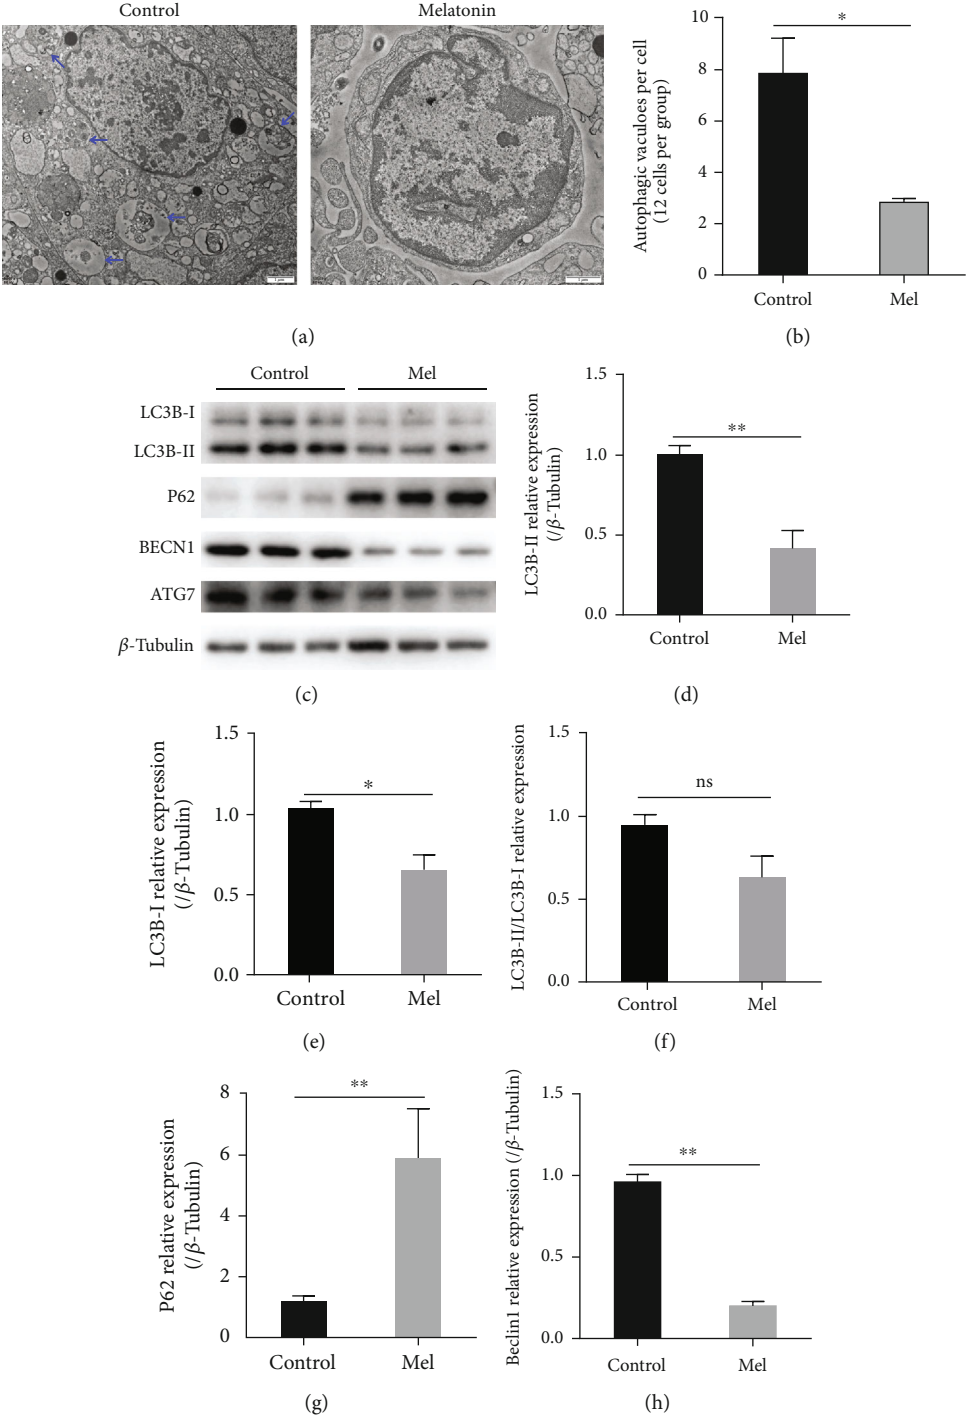 Control
Melatonin
1 μm
1 μm
(a)
Autophagic vaculoes per cell
(12 cells per group)
10
8
6
4
2
0
*
Control
Mel
(b)
Control
Mel
LC3B-I
LC3B-II
P62
BECN1
ATG7
β-Tubulin
(c)
LC3B-II relative expression
(/β-Tubulin)
1.5
1.0
0.5
0.0
**
Control
Mel
(d)
LC3B-I relative expression
(/β-Tubulin)
1.5
1.0
0.5
0.0
*
Control
Mel
(e)
LC3B-II/LC3B-I relative expression
1.5
1.0
0.5
0.0
ns
Control
Mel
(f)
P62 relative expression
(/β-Tubulin)
8
6
4
2
0
**
Control
Mel
(g)
Beclin1 relative expression (/β-Tubulin)
1.5
1.0
0.5
0.0
**
Control
Mel
(h)